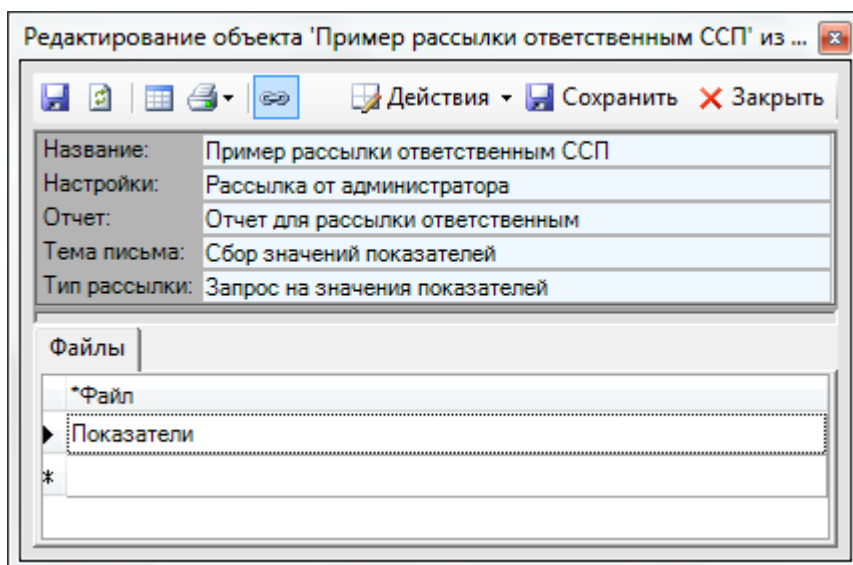 Редактирование объекта 'Пример рассылки ответственным ССП' из ...
Действия Сохранить Закрыть
Название: Пример рассылки ответственным ССП
Настройки: Рассылка от администратора
Отчет: Отчет для рассылки ответственным
Тема письма: Сбор значений показателей
Тип рассылки: Запрос на значения показателей
Файлы
*Файл
Показатели
*